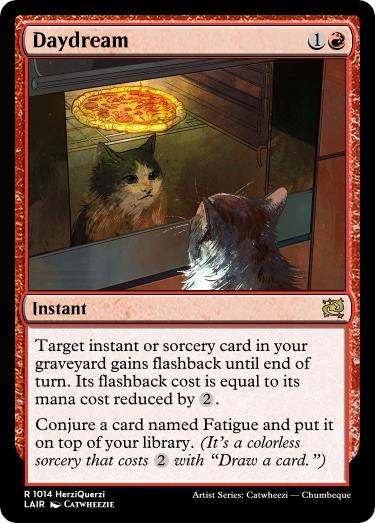 Daydream 1
Instant
Target instant or sorcery card in your
graveyard gains flashback until end of
turn. Its flashback cost is equal to its
mana cost reduced by 2.
Conjure a card named Fatigue and put it
on top of your library. (It's a colorless
sorcery that costs 2 with “Draw a card.”)
R 1014 HerziQuerzi
LAIR CATWHEEZIE
Artist Series: Catwheezi — Chumbeque